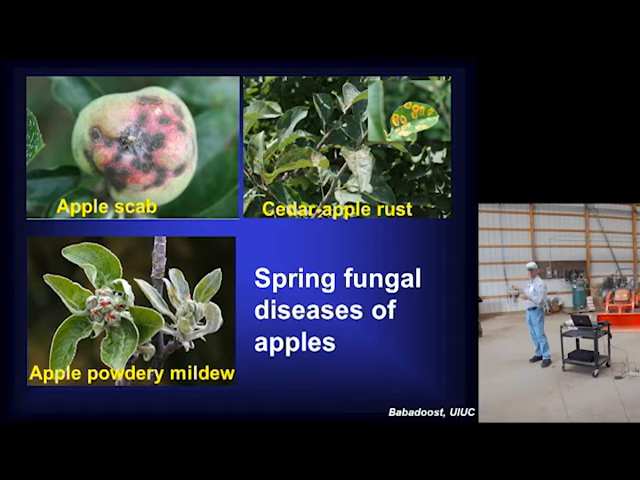 Apple scab
Cedar-apple rust
Apple powdery mildew
Spring fungal
diseases of
apples
Babadoost, UIUC